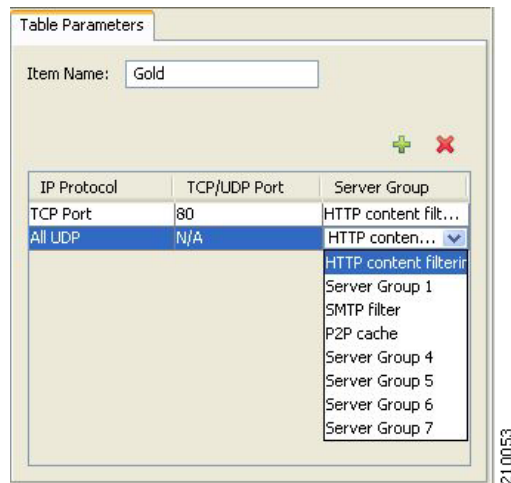 Table Parameters
Item Name: Gold
IP Protocol TCP/UDP Port Server Group
TCP Port 80 HTTP content filt...
All UDP N/A HTTP conten...
HTTP content filterin
Server Group 1
SMTP filter
P2P cache
Server Group 4
Server Group 5
Server Group 6
Server Group 7
210053